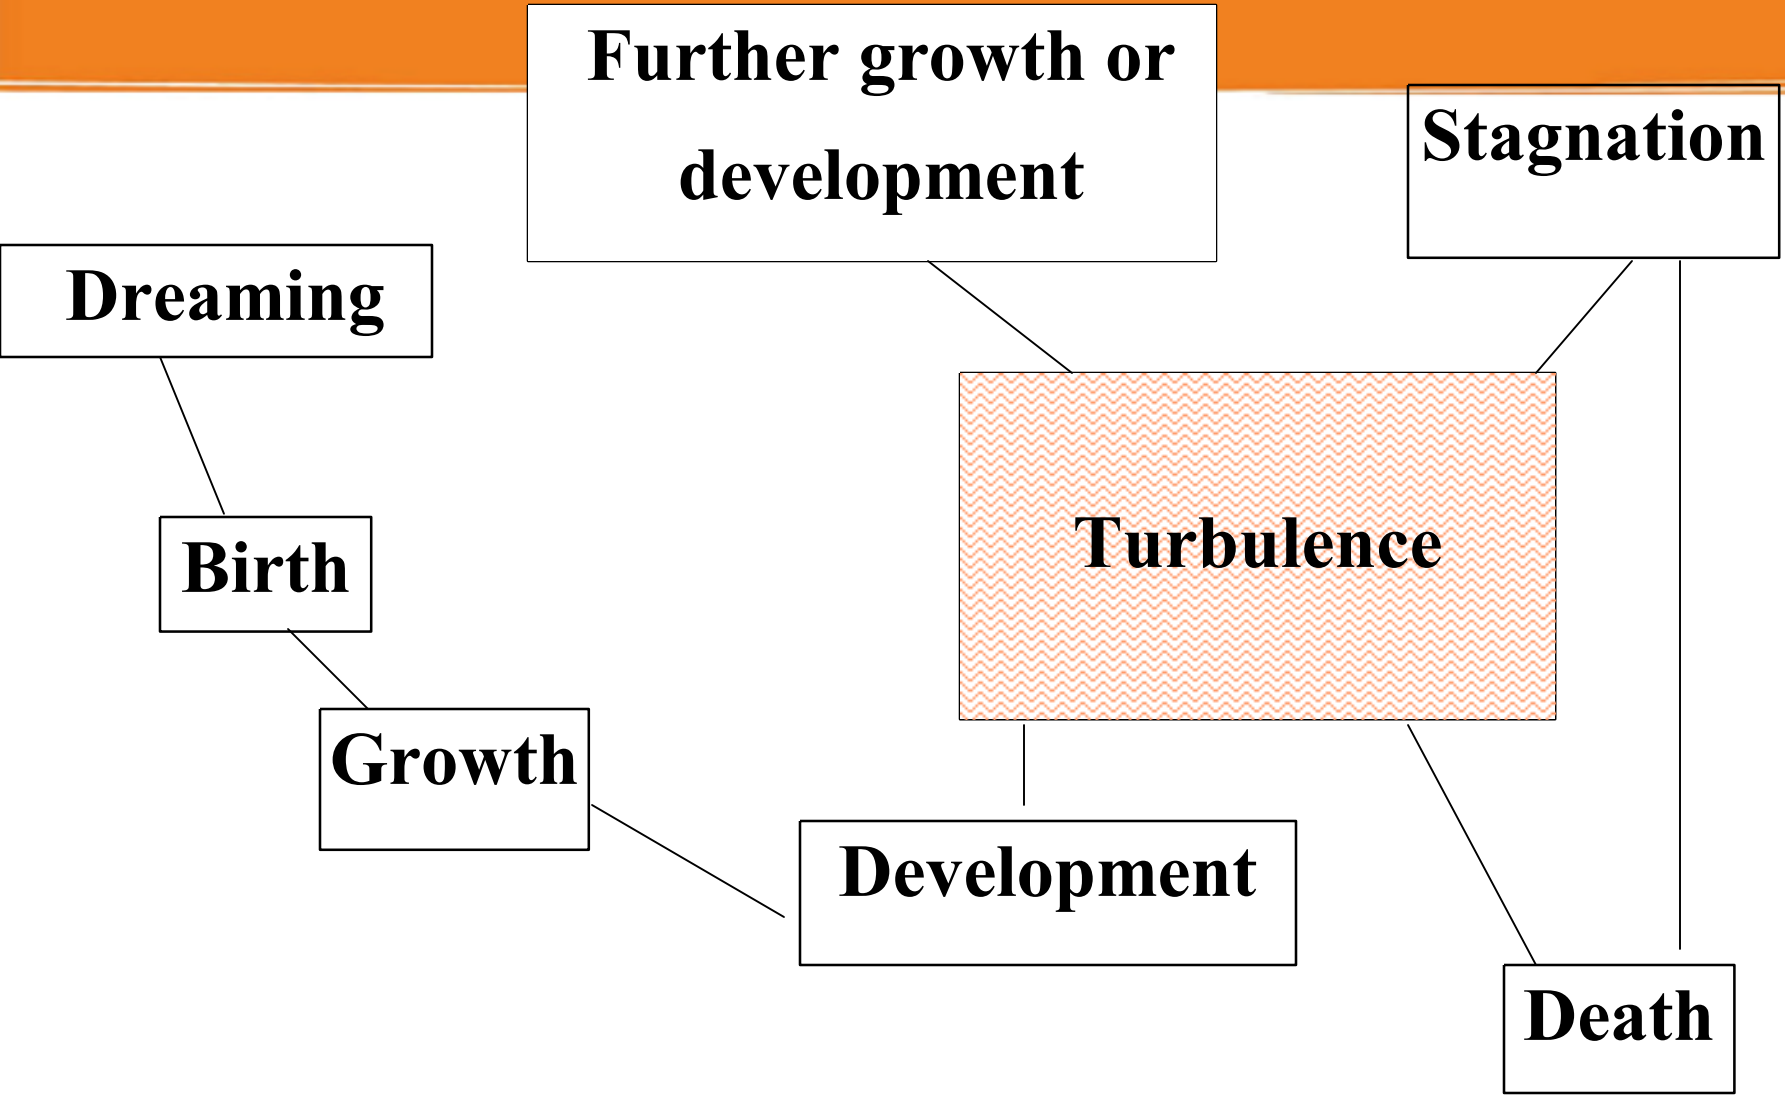 Further growth or
development
Stagnation
Dreaming
Turbulence
Birth
Growth
Development
Death